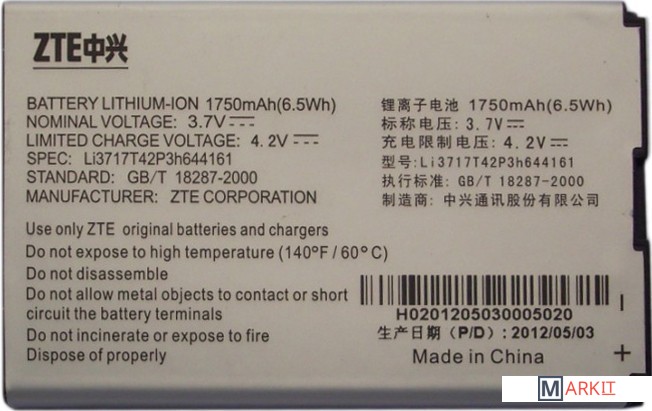 ZTE中兴
BATTERY LITHIUM-ION 1750mAh(6.5Wh)
NOMINAL VOLTAGE: 3.7V
LIMITED CHARGE VOLTAGE: 4.2V
SPEC: Li3717T42P3h644161
STANDARD: GB/T 18287-2000
MANUFACTURER: ZTE CORPORATION
锂离子电池 1750mAh(6.5Wh)
标称电压: 3.7V
充电限制电压: 4.2V
型号: Li3717T42P3h644161
执行标准: GB/T 18287-2000
制造商: 中兴通讯股份有限公司
Use only ZTE original batteries and chargers
Do not expose to high temperature (140°F / 60°C)
Do not disassemble
Do not allow metal objects to contact or short
circuit the battery terminals
Do not incinerate or expose to fire
Dispose of properly
H0201205030005020
生产日期 (P/D) : 2012/05/03
Made in China
− 
+
MARKIT